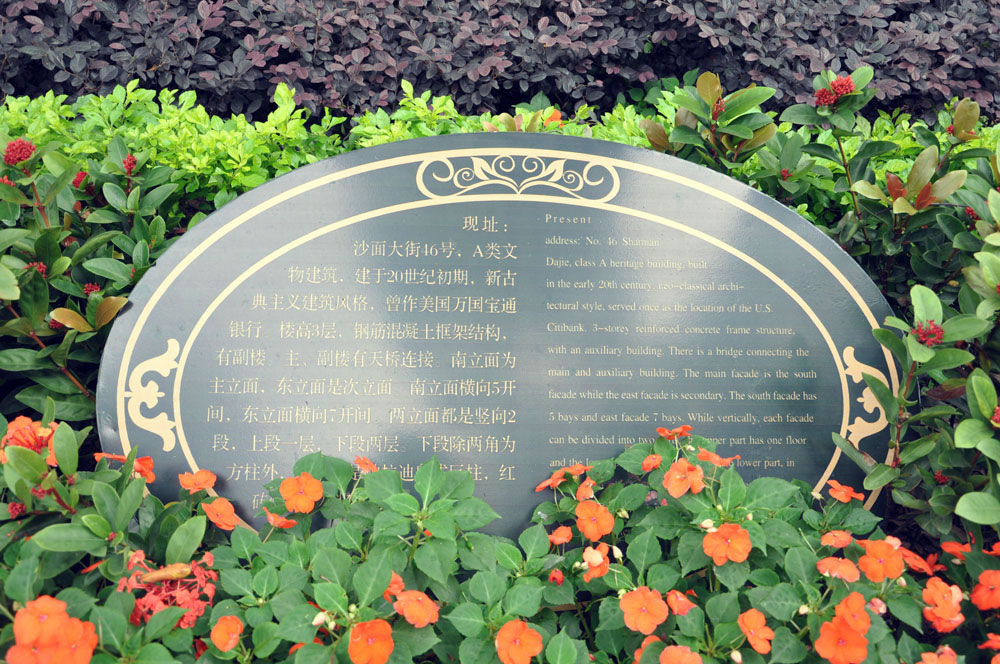 现址：
沙面大街46号，A类文
物建筑，建于20世纪初期，新古
典主义建筑风格，曾作美国万国宝通
银行 楼高3层，钢筋混凝土框架结构，
有副楼 主、副楼有天桥连接 南立面为
主立面，东立面是次立面 南立面横向5开
间，东立面横向7开间 两立面都是竖向2
段，上段一层，下段两层 下段除两角为
方柱外 巨柱，红
Present
address: No. 46 Shamian
Dajie, class A heritage building, built
in the early 20th century, neo-classical archi-
tectural style, served once as the location of the U.S.
Citibank. 3-storey reinforced concrete frame structure,
with an auxiliary building. There is a bridge connecting the
main and auxiliary building. The main facade is the south
facade while the east facade is secondary. The south facade has
5 bays and east facade 7 bays. While vertically, each facade
can be divided into two part has one floor
and the lower part, in